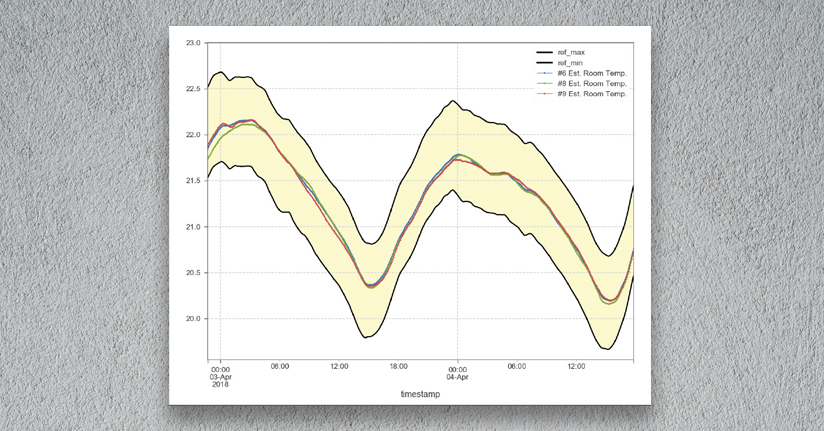 23.0
22.5
22.0
21.5
21.0
20.5
20.0
ref_max
ref_min
#6 Est. Room Temp.
#8 Est. Room Temp.
#9 Est. Room Temp.
00:00 06:00 12:00 18:00 00:00 06:00 12:00
03-Apr 04-Apr
2018
timestamp